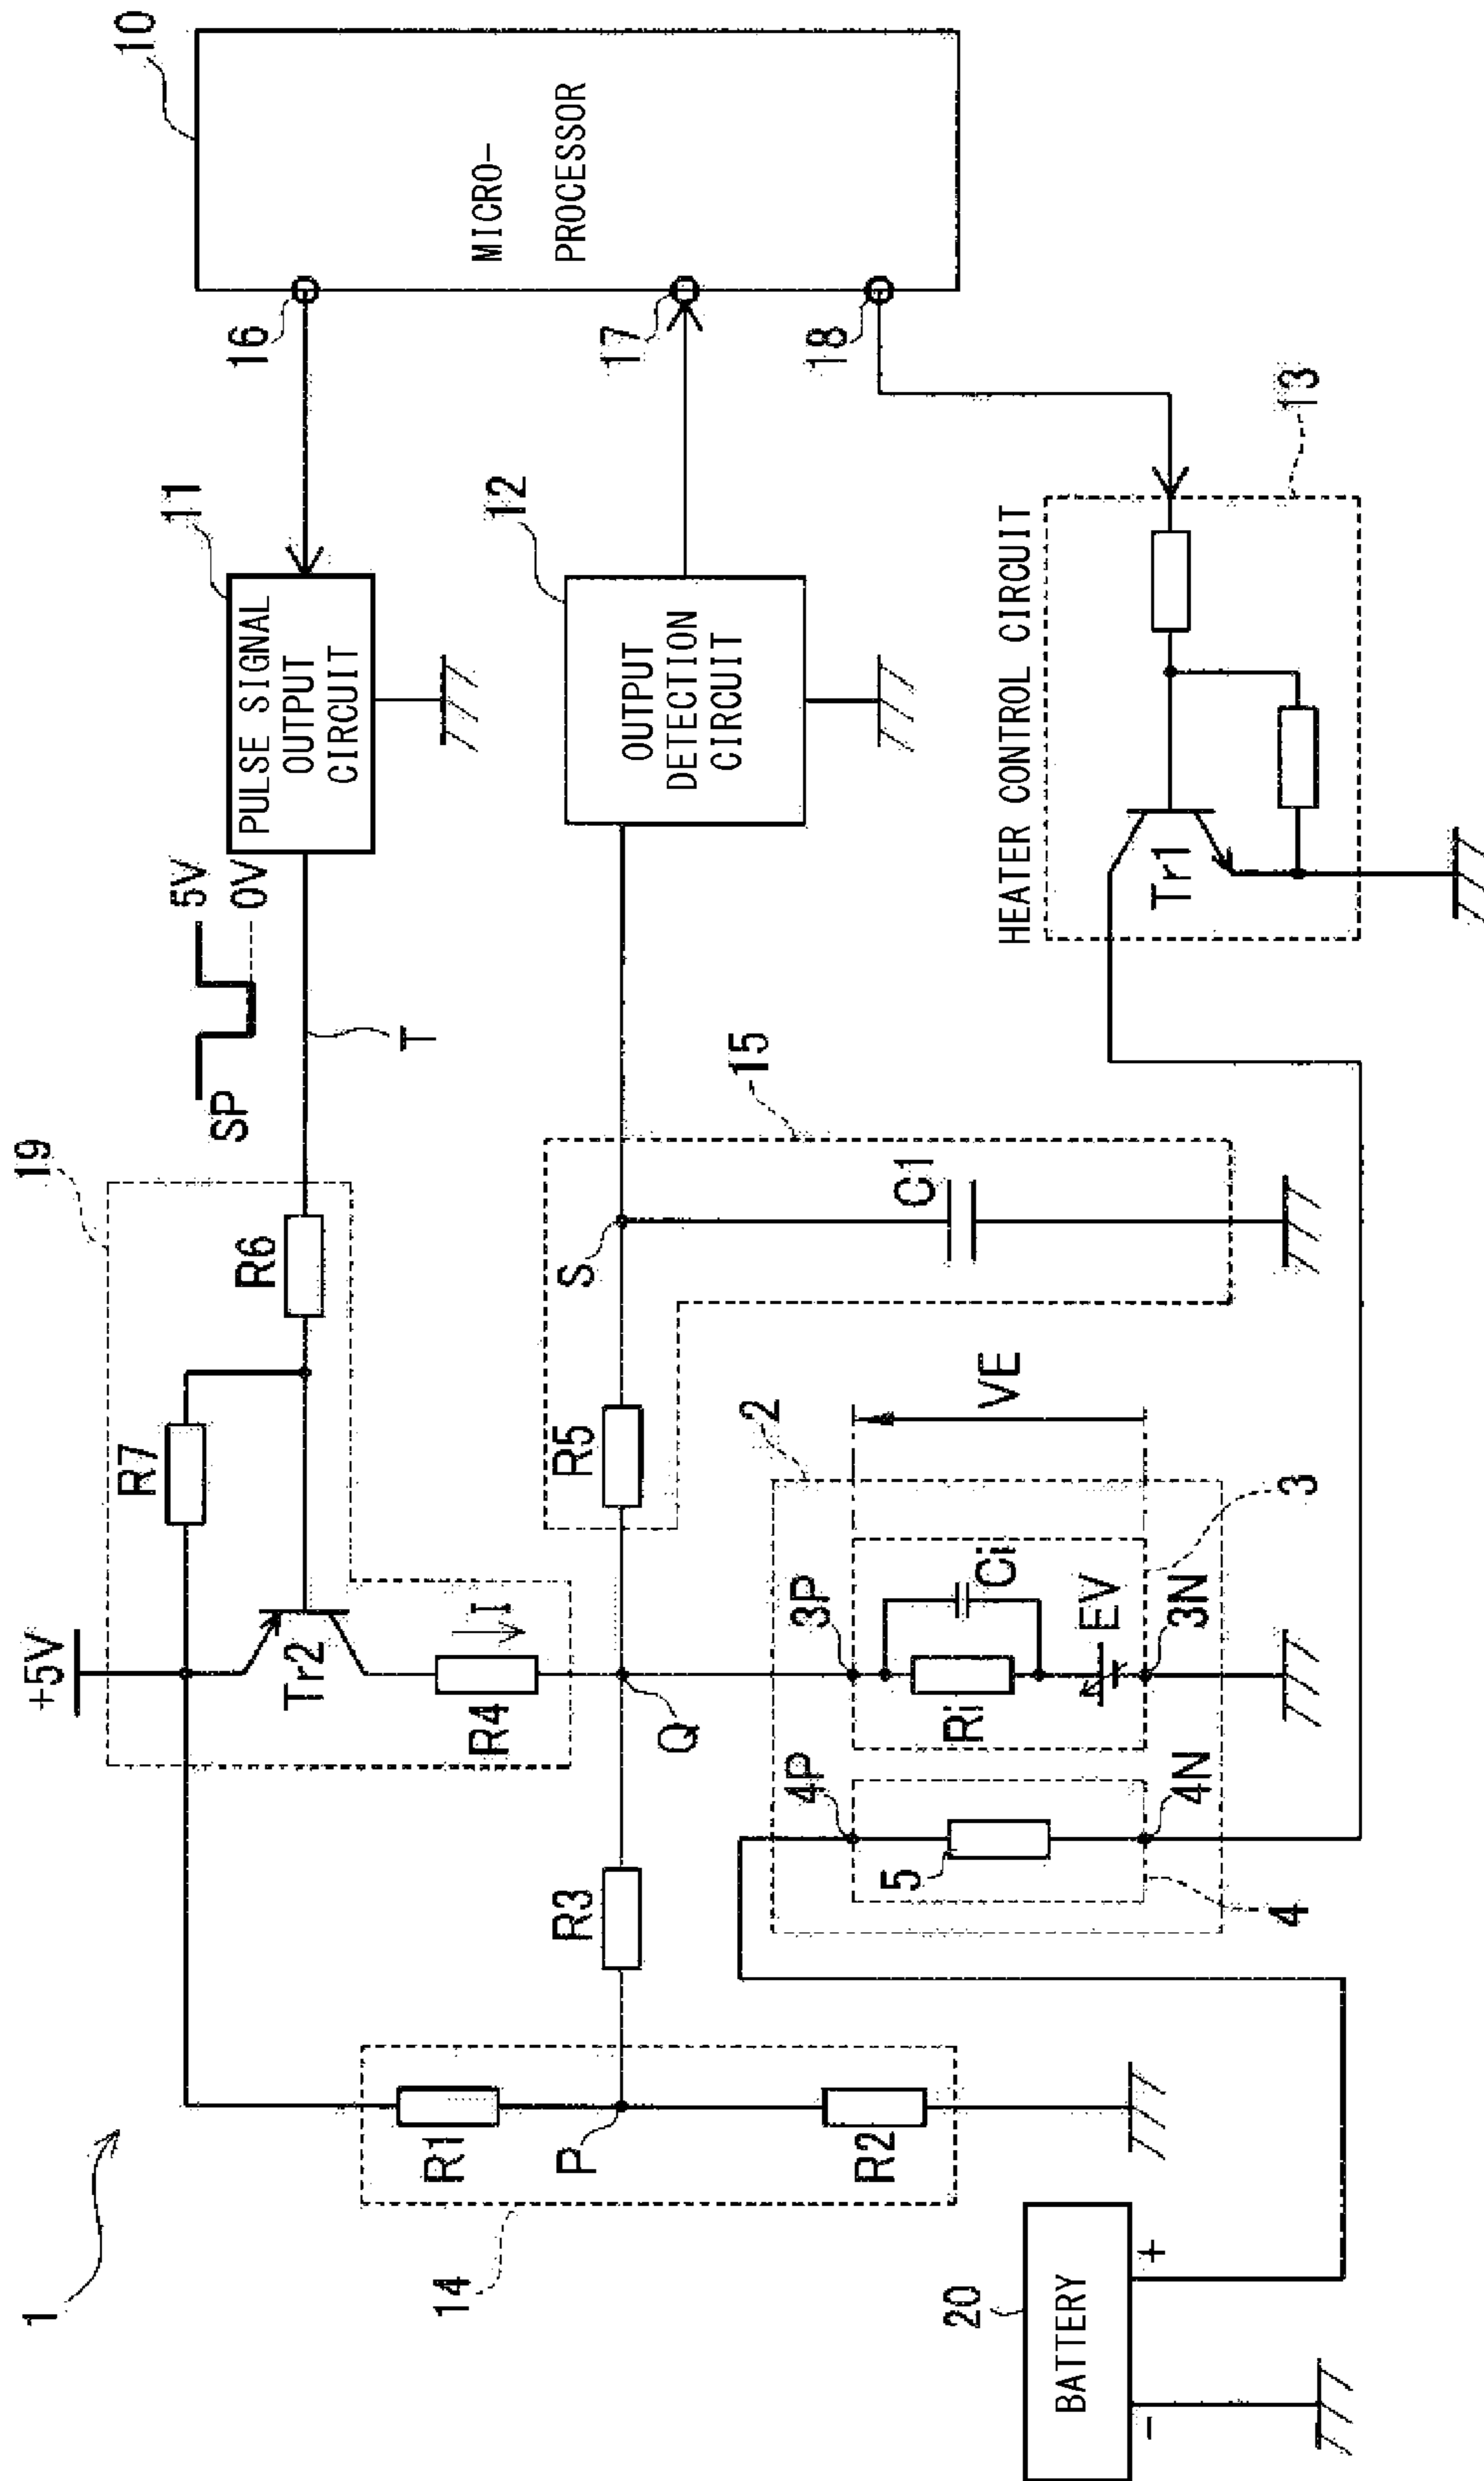 1
+5V
R7
19
SP
5V
0V
11
PULSE SIGNAL
OUTPUT
CIRCUIT
16
10
MICRO-
PROCESSOR
Tr2
R6
T
R4
I
14
R1
P
R2
R3
Q
R5
S
15
C1
12
OUTPUT
DETECTION
CIRCUIT
17
18
2
VE
4P
3P
5
Ri
Ci
EV
4N
3N
4
3
HEATER CONTROL CIRCUIT
13
Tr1
20
BATTERY
-
+